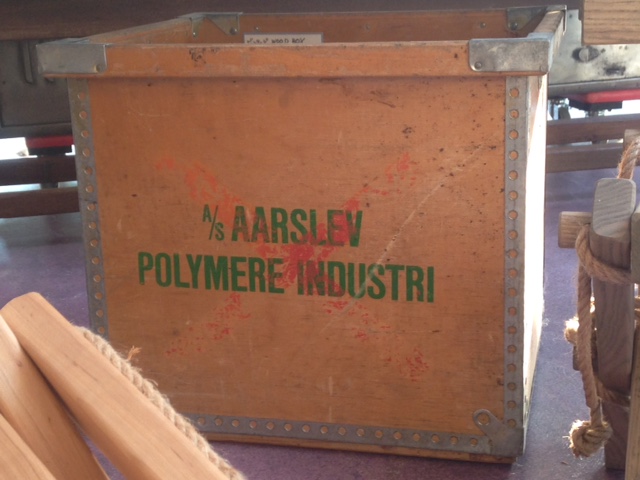 A/S AARSLEV
POLYMERE INDUSTRI